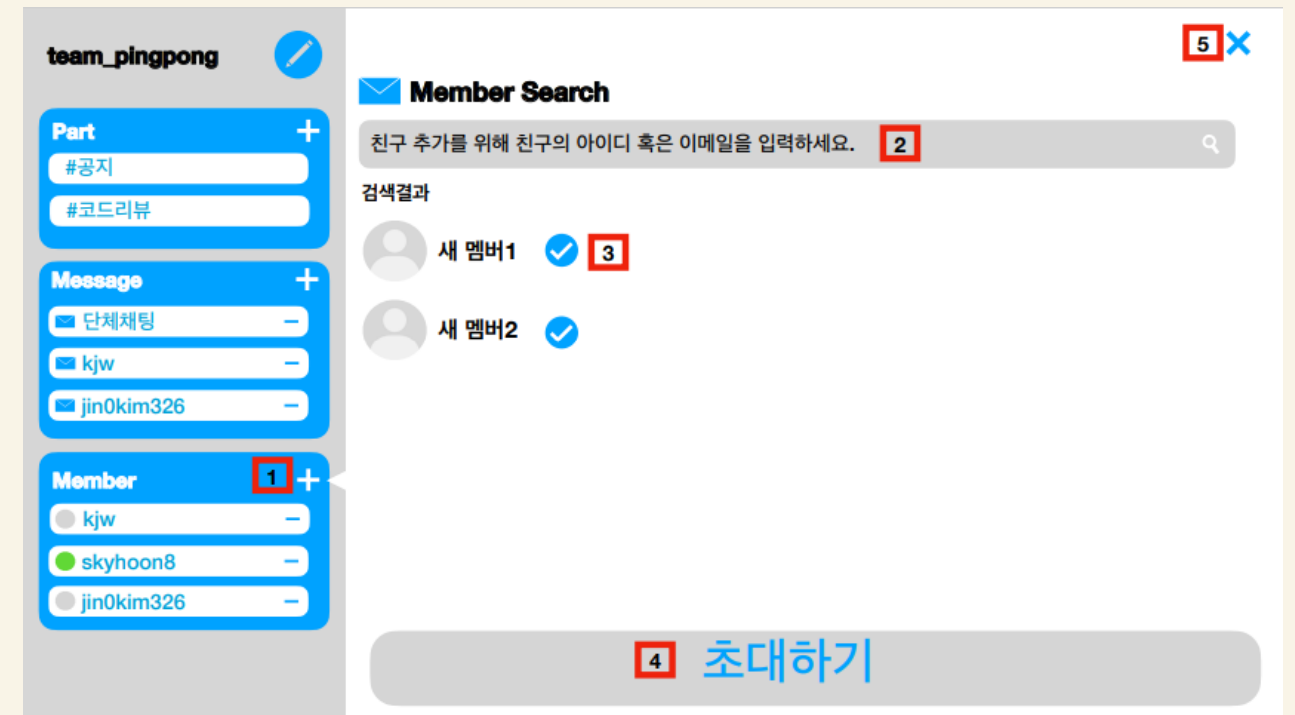 team_pingpong
Part
#공지
#코드리뷰
Message
단체채팅
kjw
jin0kim326
Member 1
kjw
skyhoon8
jin0kim326
5
Member Search
친구 추가를 위해 친구의 아이디 혹은 이메일을 입력하세요. 2
검색결과
새 멤버1 3
새 멤버2
4 초대하기